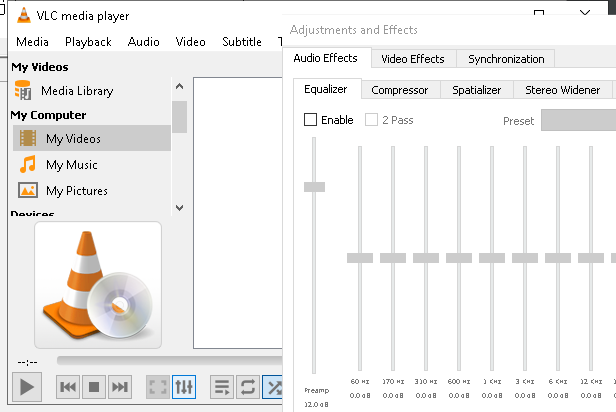 VLC media player
Media Playback Audio Video Subtitle T
My Videos
Media Library
My Computer
My Videos
My Music
My Pictures
Devices
--:--
Adjustments and Effects
Audio Effects Video Effects Synchronization
Equalizer Compressor Spatializer Stereo Widener
Enable 2 Pass Preset
60 Hz 170 Hz 310 Hz 600 Hz 1 KHz 3 KHz 6 KHz 12 KHz
Preamp 0.0 dB 0.0 dB 0.0 dB 0.0 dB 0.0 dB 0.0 dB 0.0 dB 0.0 dB
12.0 dB